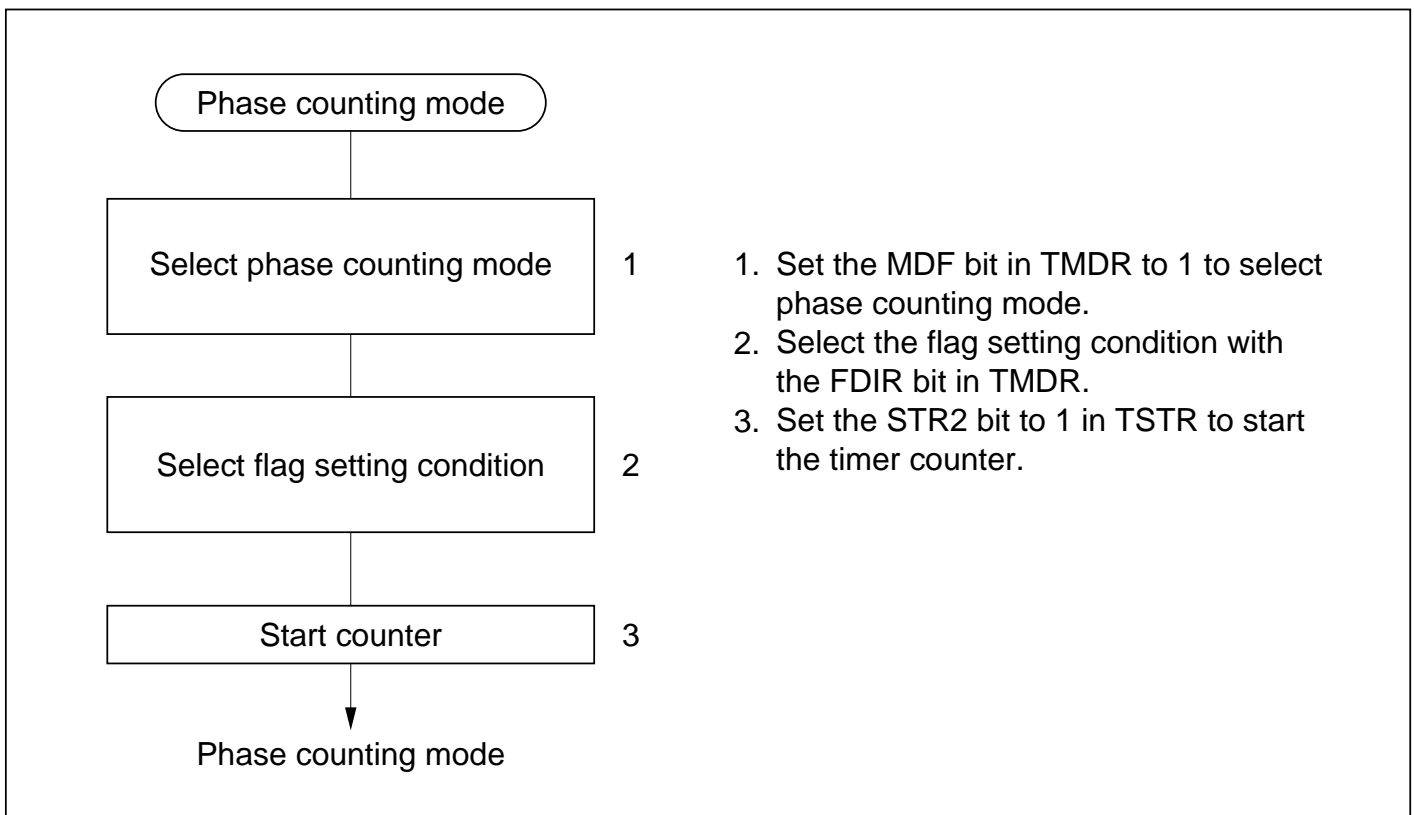 Phase counting mode
Select phase counting mode 1
Select flag setting condition 2
Start counter 3
Phase counting mode
1. Set the MDF bit in TMDR to 1 to select
phase counting mode.
2. Select the flag setting condition with
the FDIR bit in TMDR.
3. Set the STR2 bit to 1 in TSTR to start
the timer counter.